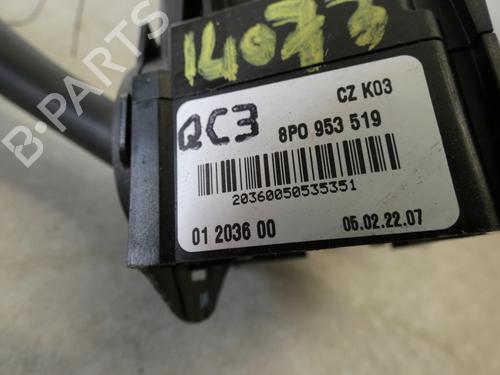 14073
CZ K03
QC3
8P0 953 519
20360050535351
01 2036 00
05.02.22.07
B-Parts